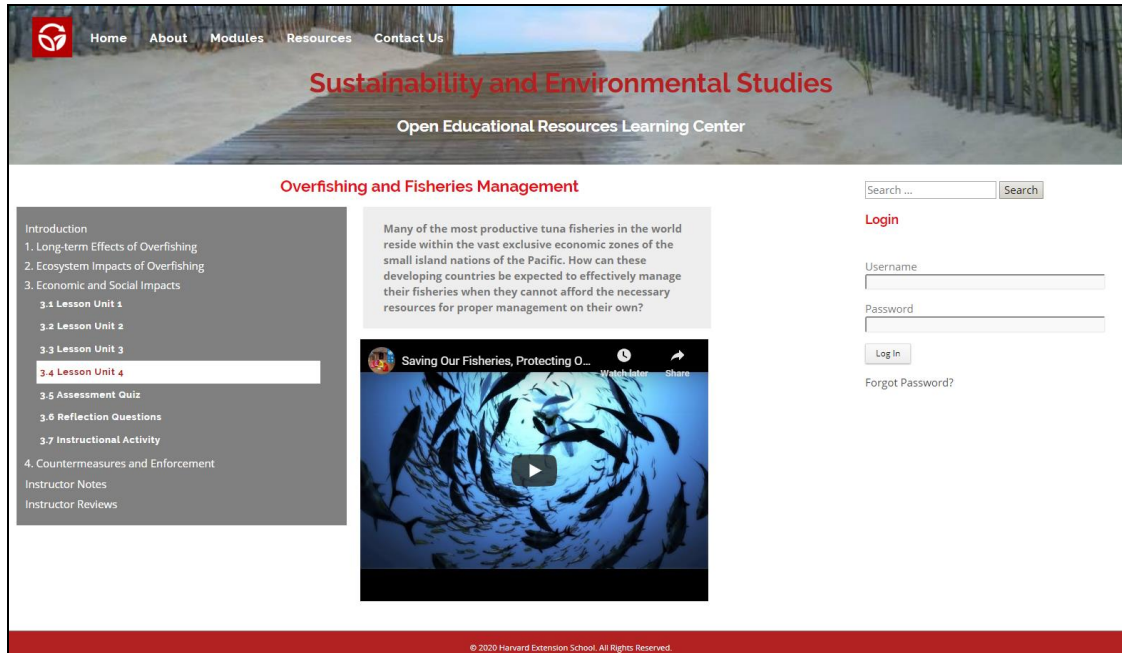 Home About Modules Resources Contact Us
Sustainability and Environmental Studies
Open Educational Resources Learning Center
Overfishing and Fisheries Management
Introduction
1. Long-term Effects of Overfishing
2. Ecosystem Impacts of Overfishing
3. Economic and Social Impacts
3.1 Lesson Unit 1
3.2 Lesson Unit 2
3.3 Lesson Unit 3
3.4 Lesson Unit 4
3.5 Assessment Quiz
3.6 Reflection Questions
3.7 Instructional Activity
4. Countermeasures and Enforcement
Instructor Notes
Instructor Reviews
Many of the most productive tuna fisheries in the world
reside within the vast exclusive economic zones of the
small island nations of the Pacific. How can these
developing countries be expected to effectively manage
their fisheries when they cannot afford the necessary
resources for proper management on their own?
Saving Our Fisheries, Protecting O...
Watch later Share
Search ... Search
Login
Username
Password
Log In
Forgot Password?
© 2020 Harvard Extension School. All Rights Reserved.